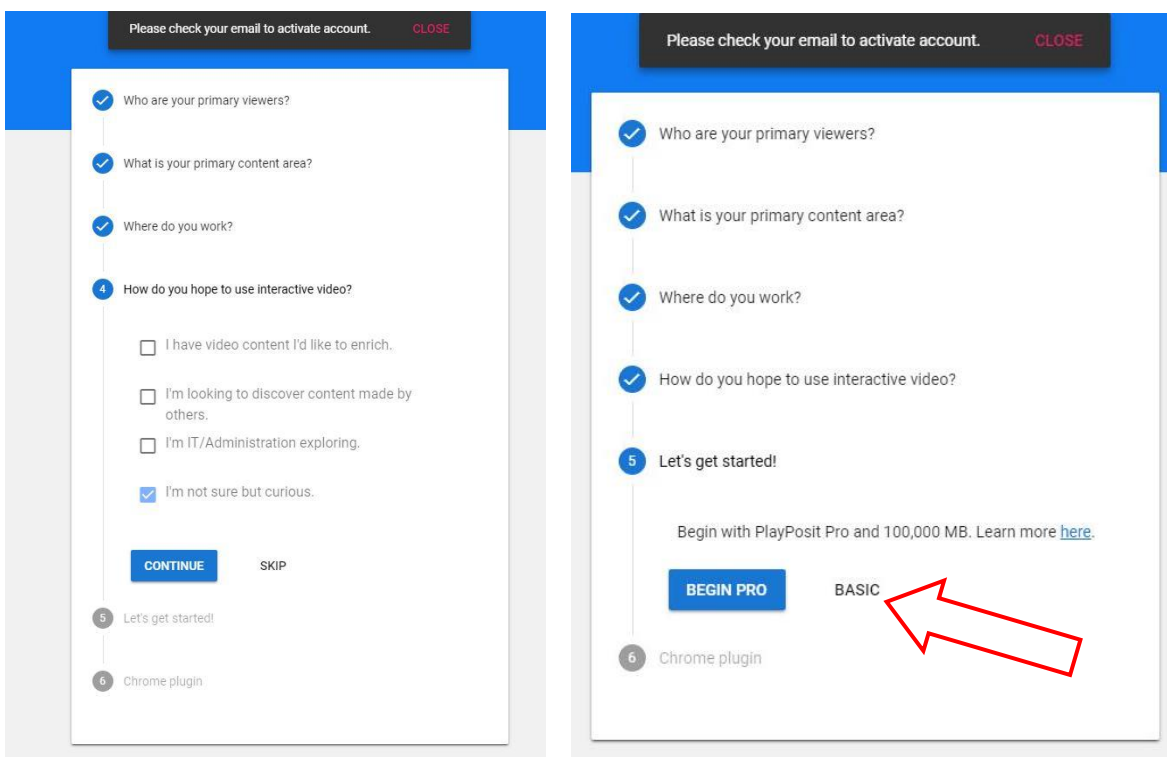 Please check your email to activate account. CLOSE
Who are your primary viewers?
What is your primary content area?
Where do you work?
4 How do you hope to use interactive video?
I have video content I'd like to enrich.
I'm looking to discover content made by
others.
I'm IT/Administration exploring.
I'm not sure but curious.
CONTINUE SKIP
5 Let's get started!
6 Chrome plugin
Please check your email to activate account. CLOSE
Who are your primary viewers?
What is your primary content area?
Where do you work?
How do you hope to use interactive video?
5 Let's get started!
Begin with PlayPosit Pro and 100,000 MB. Learn more here.
BEGIN PRO BASIC
6 Chrome plugin